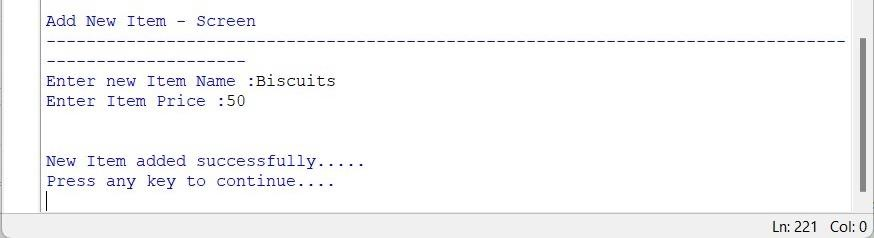 Add New Item - Screen
--------------------------------------------------------------------------------
--------------------
Enter new Item Name :Biscuits
Enter Item Price :50
New Item added successfully.....
Press any key to continue....
Ln: 221 Col: 0